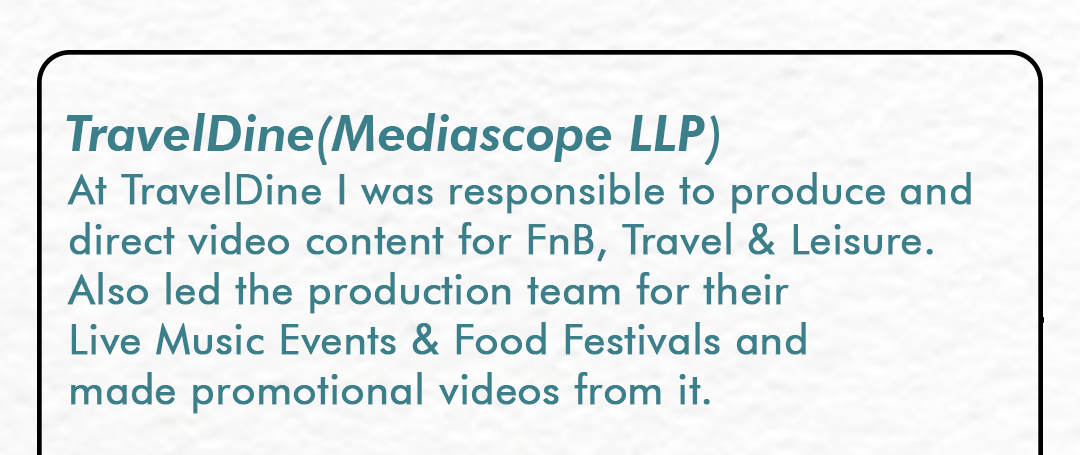 TravelDine(Mediascope LLP)
At TravelDine I was responsible to produce and
direct video content for FnB, Travel & Leisure.
Also led the production team for their
Live Music Events & Food Festivals and
made promotional videos from it.